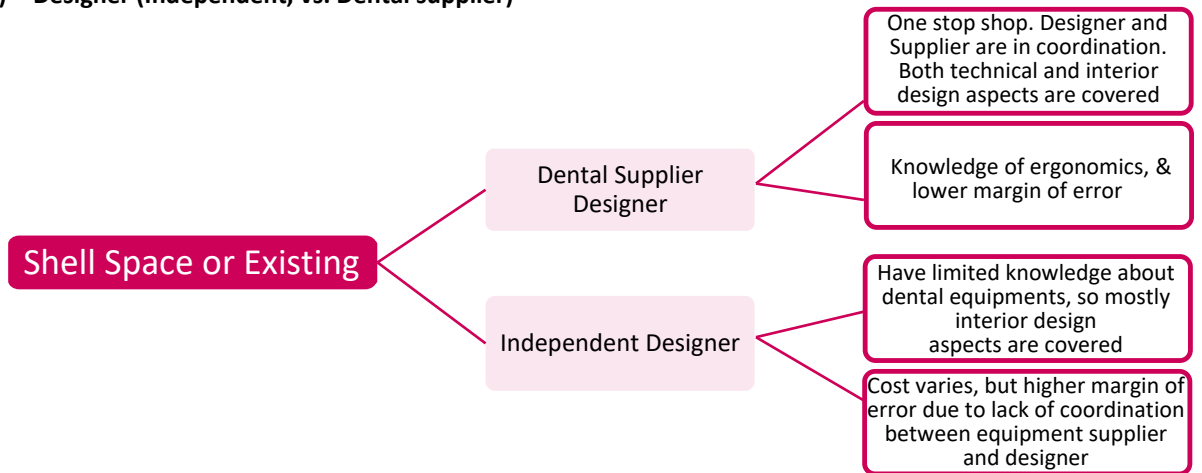 ) Designer (Independent, vs. Dental supplier)
One stop shop. Designer and
Supplier are in coordination.
Both technical and interior
design aspects are covered
Dental Supplier
Designer
Knowledge of ergonomics, &
lower margin of error
Shell Space or Existing
Independent Designer
Have limited knowledge about
dental equipments, so mostly
interior design
aspects are covered
Cost varies, but higher margin of
error due to lack of coordination
between equipment supplier
and designer